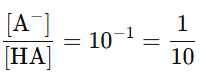 [A⁻]/[HA] = 10⁻¹ = 1/10